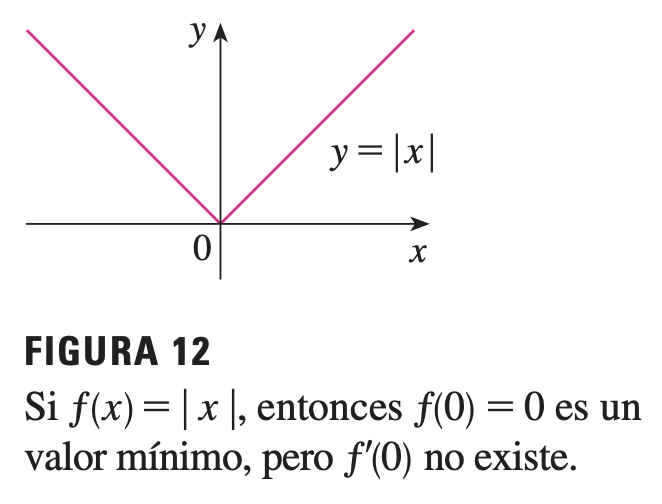 y
y = |x|
0
x
FIGURA 12
Si f(x) = | x |, entonces f(0) = 0 es un
valor mínimo, pero f′(0) no existe.